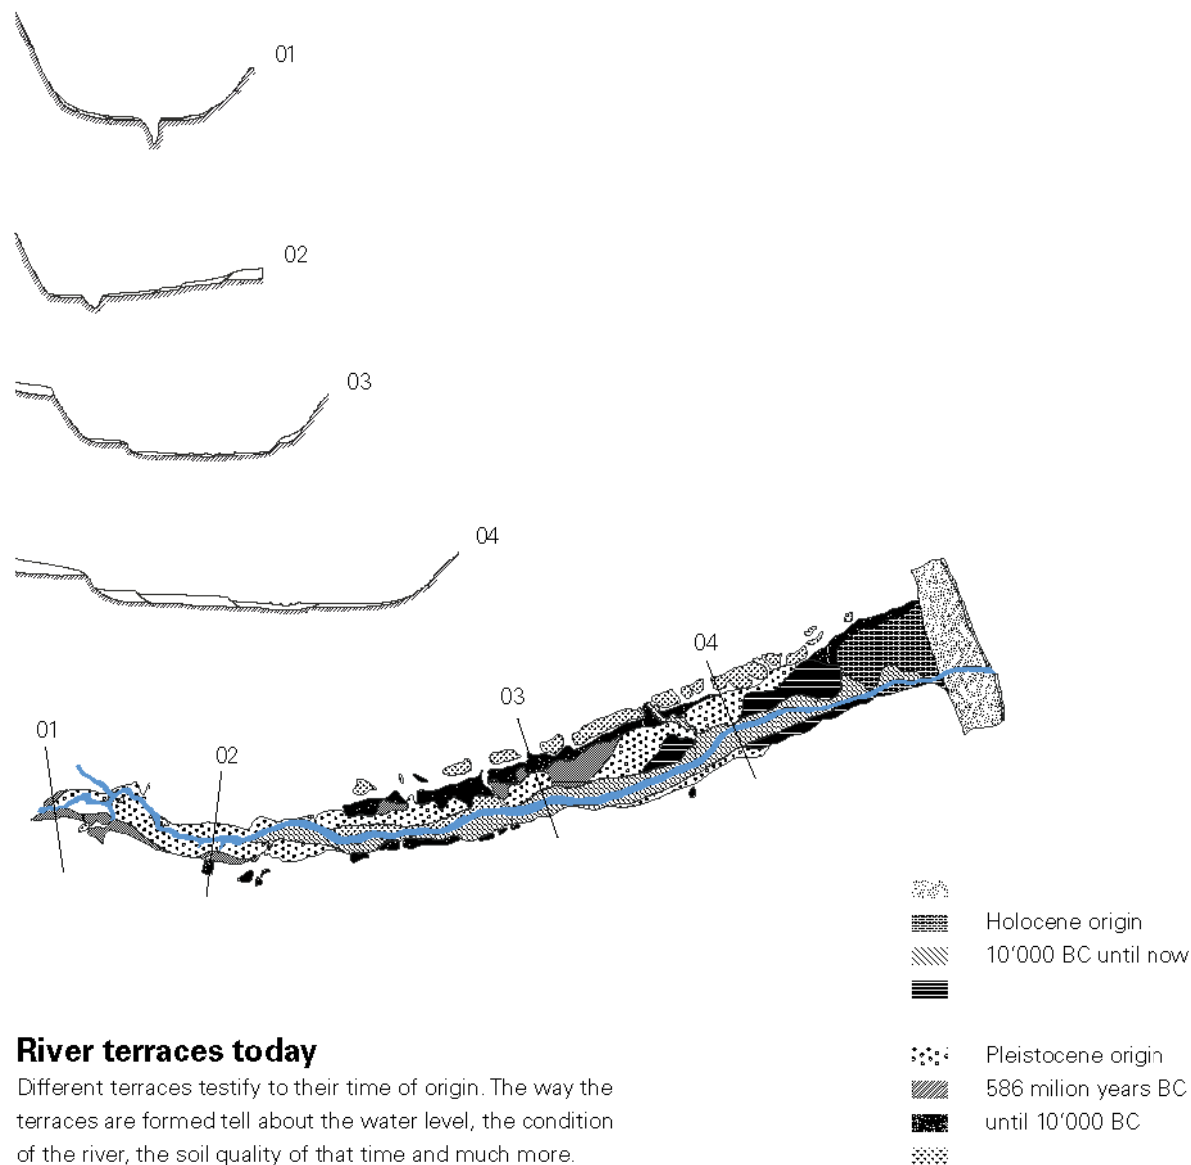 01
02
03
04
04
03
01
02
Holocene origin
10‘000 BC until now
River terraces today
Different terraces testify to their time of origin. The way the
terraces are formed tell about the water level, the condition
of the river, the soil quality of that time and much more.
Pleistocene origin
586 milion years BC
until 10‘000 BC